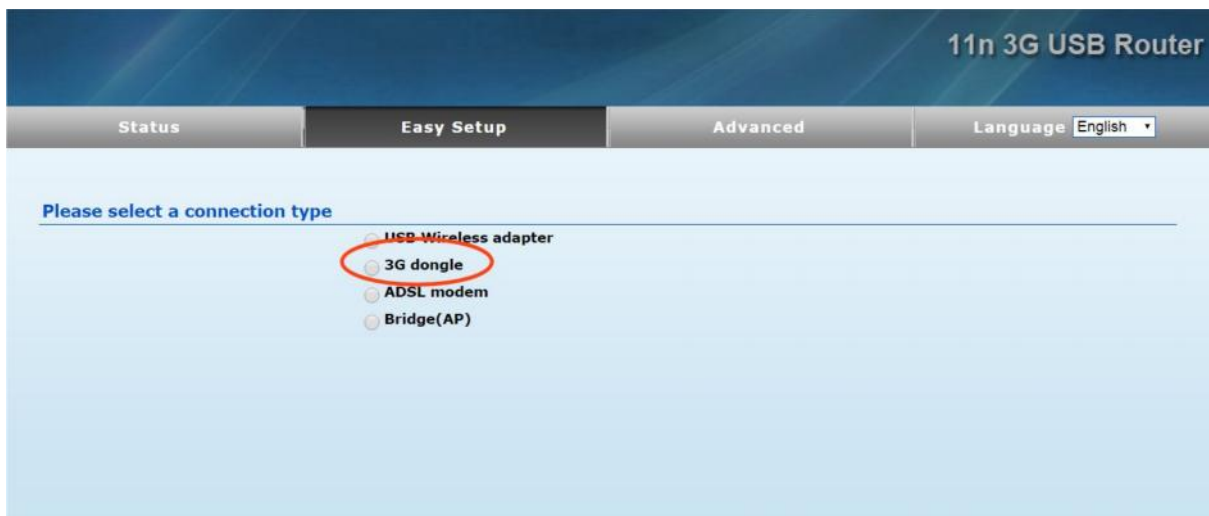 11n 3G USB Router
Status Easy Setup Advanced Language English
Please select a connection type
USB Wireless adapter
3G dongle
ADSL modem
Bridge(AP)